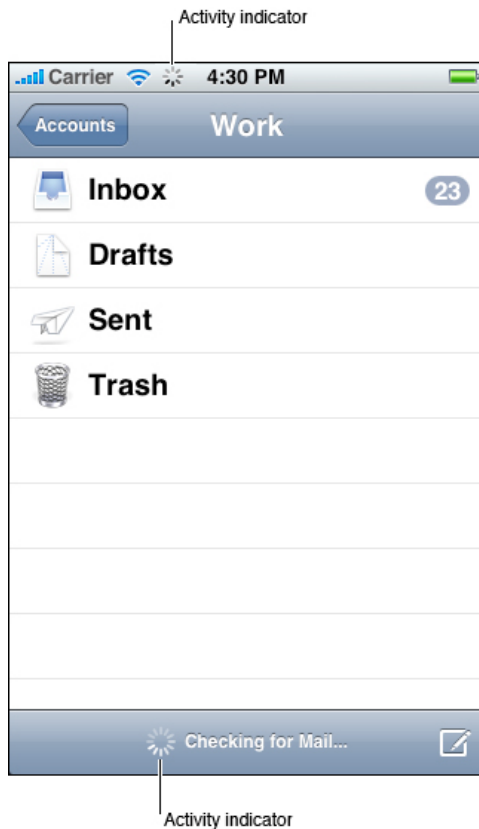 Activity indicator
Carrier 4:30 PM
Accounts Work
Inbox 23
Drafts
Sent
Trash
Checking for Mail...
Activity indicator